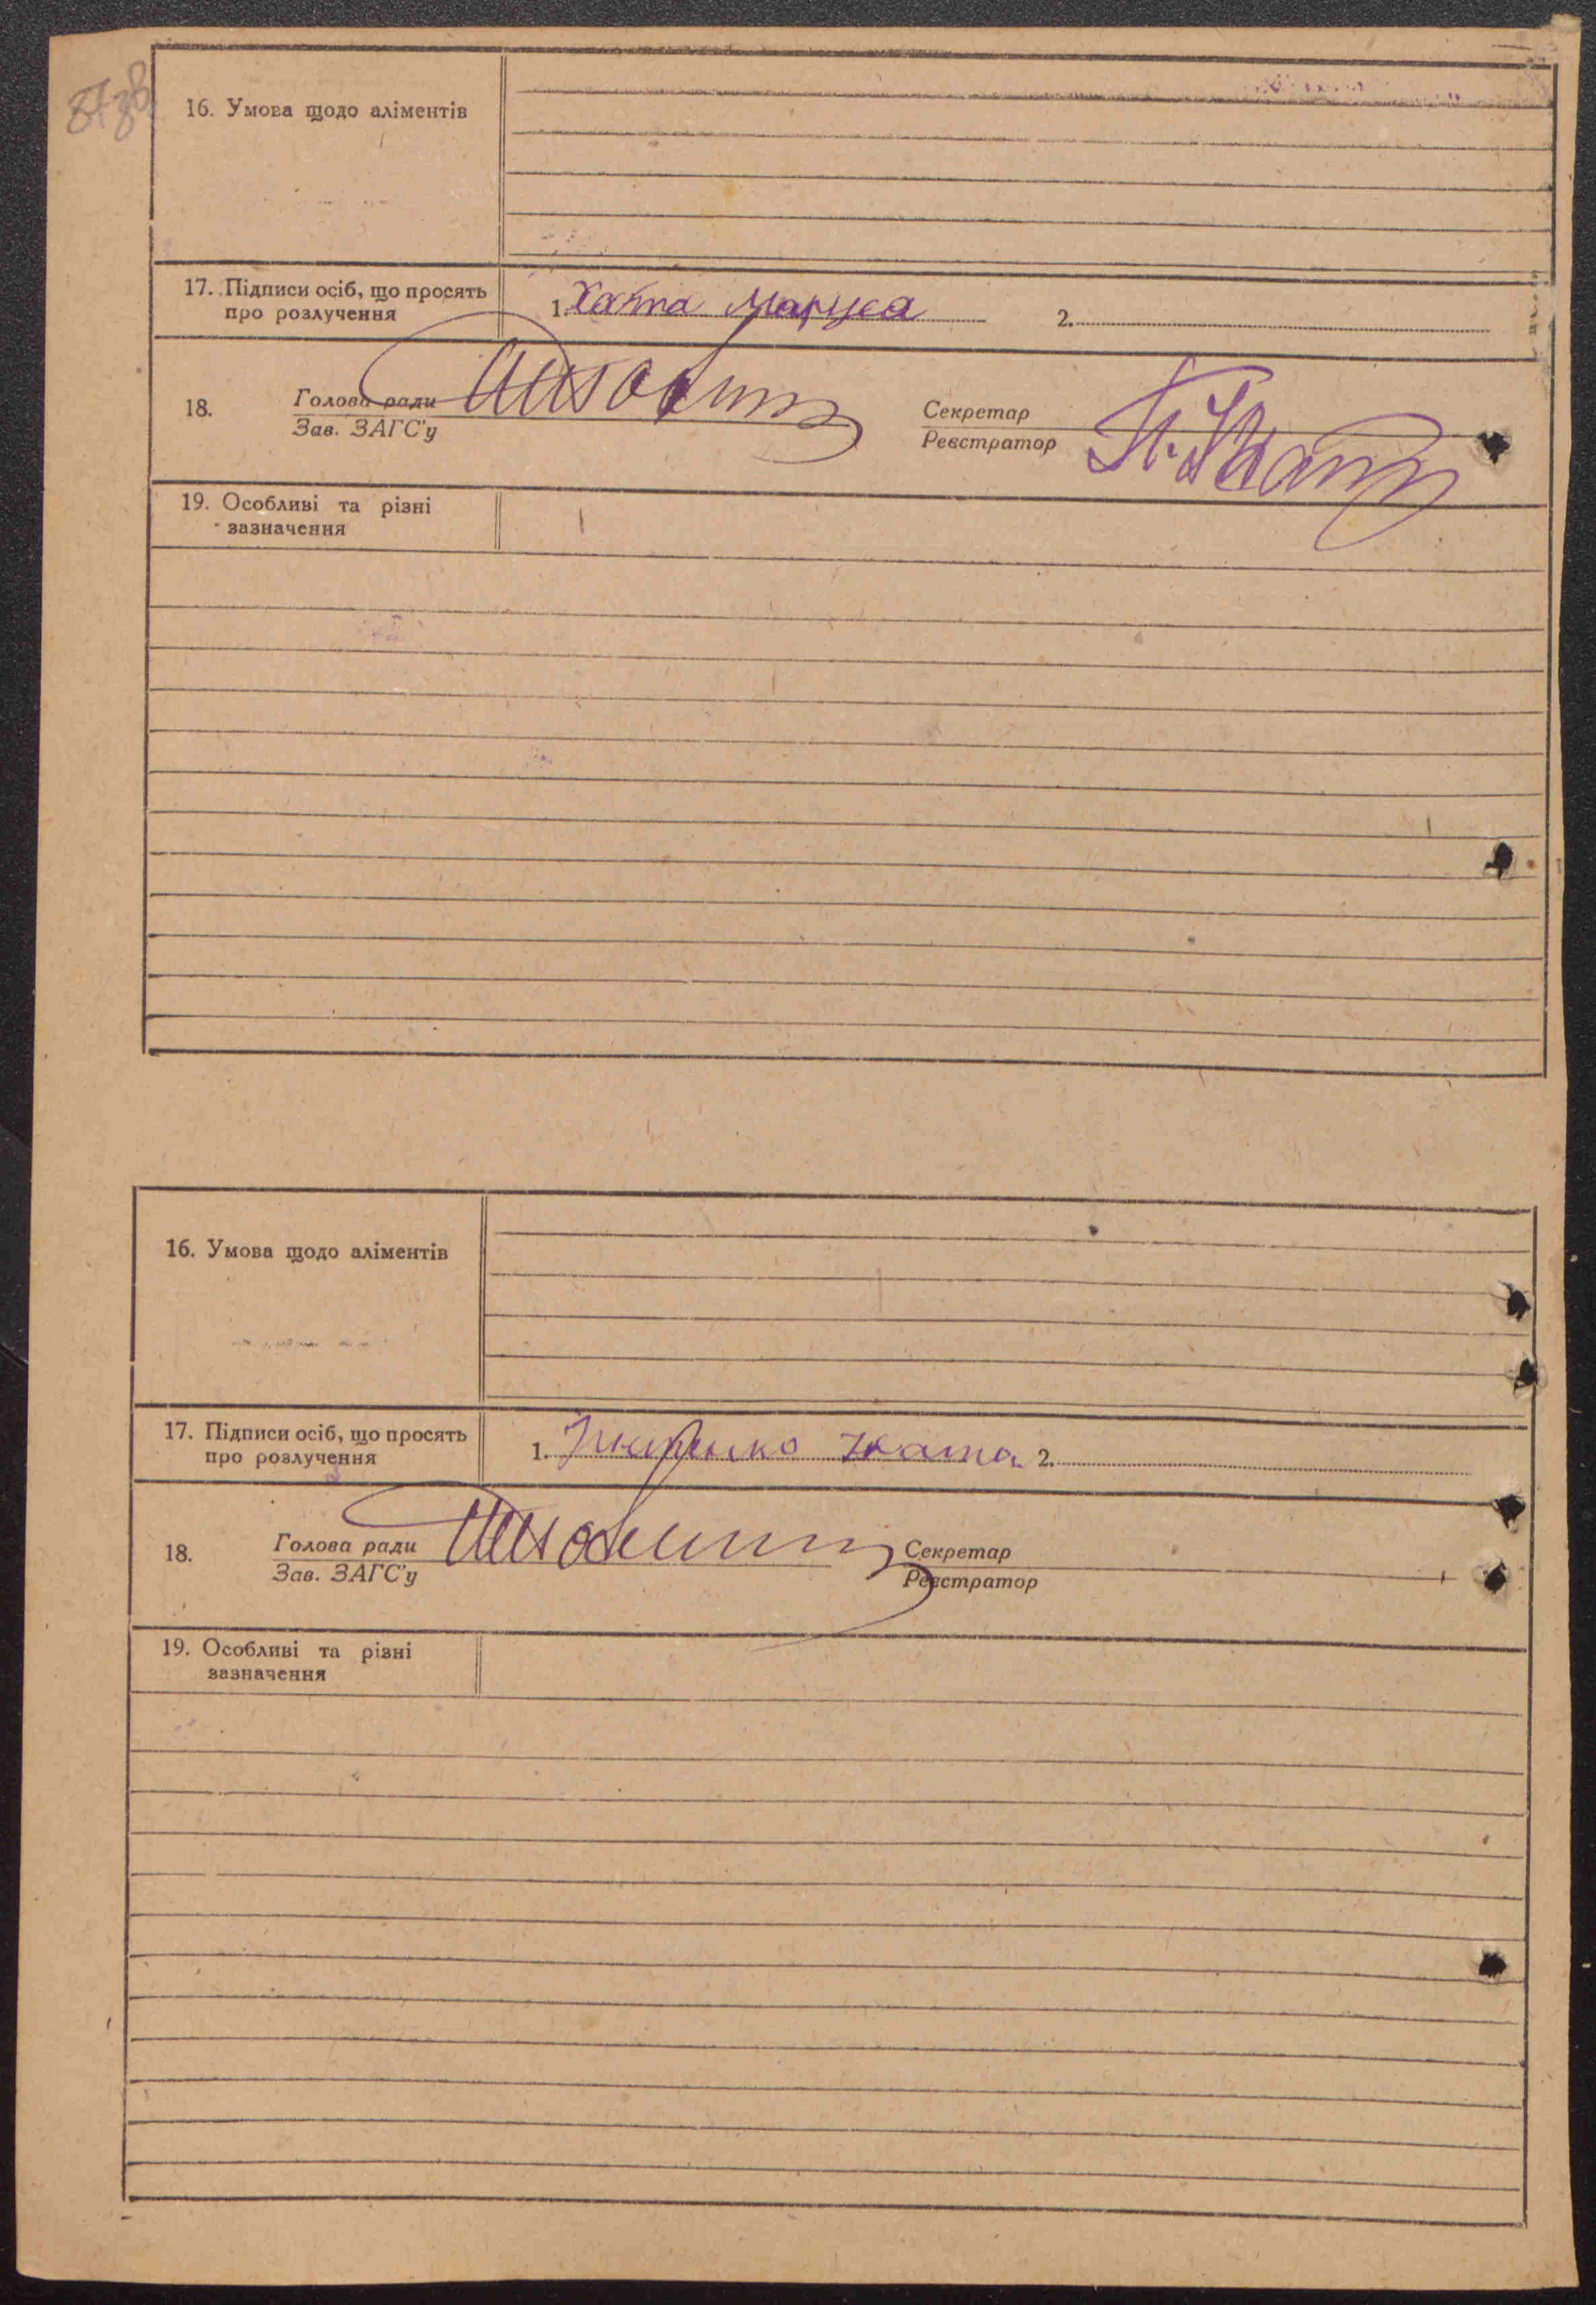 16. Умова щодо аліментів
17. Підписи осіб, що просять
про розлучення
1. Хата Маруся
2.
18.
Голова ради
Зав. ЗАГС'у
Секретар
Реєстратор
19. Особливі та різні
зазначення
16. Умова щодо аліментів
17. Підписи осіб, що просять
про розлучення
1. Ката
2.
18.
Голова ради
Зав. ЗАГС'у
Секретар
Реєстратор
19. Особливі та різні
зазначення